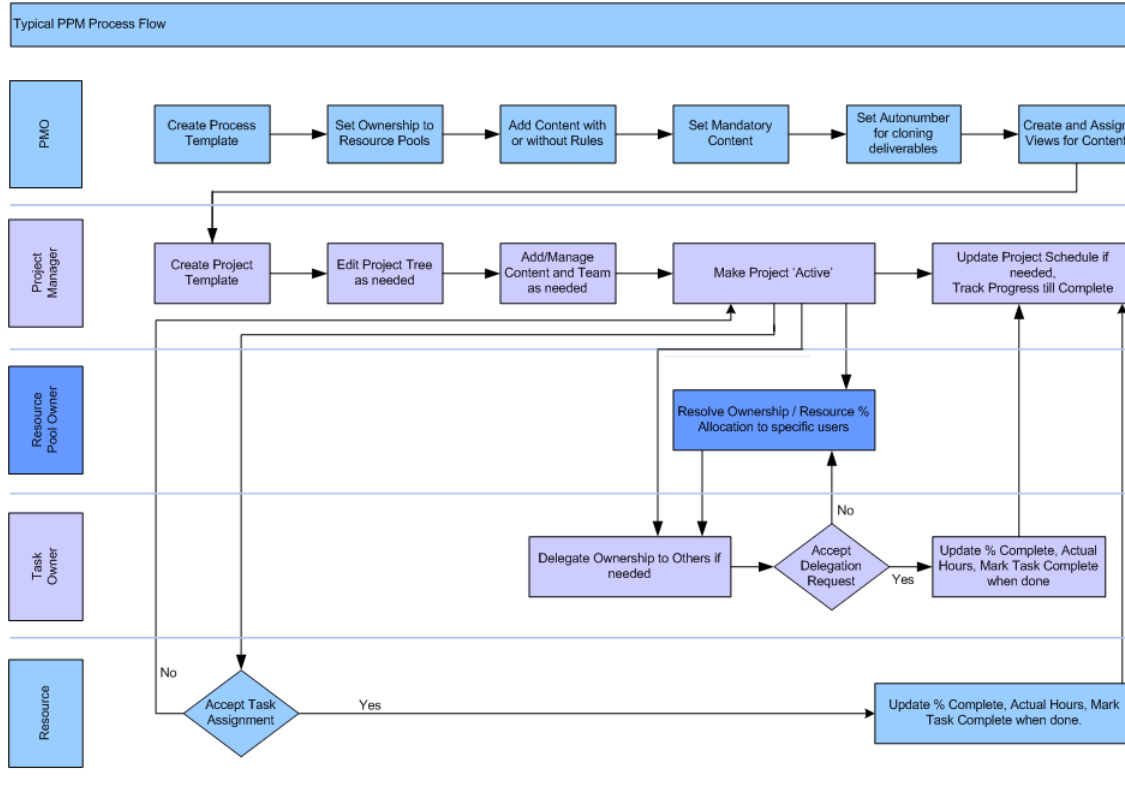 Typical PPM Process Flow
PMO
Create Process
Template
Set Ownership to
Resource Pools
Add Content with
or without Rules
Set Mandatory
Content
Set Autonumber
for cloning
deliverables
Create and Assign
Views for Content
Project
Manager
Create Project
Template
Edit Project Tree
as needed
Add/Manage
Content and Team
as needed
Make Project 'Active'
Update Project Schedule if
needed,
Track Progress till Complete
Resource
Pool Owner
Resolve Ownership / Resource %
Allocation to specific users
Task
Owner
Delegate Ownership to Others if
needed
No
Accept
Delegation
Request
Yes
Update % Complete, Actual
Hours, Mark Task Complete
when done
Resource
No
Accept Task
Assignment
Yes
Update % Complete, Actual Hours, Mark
Task Complete when done.